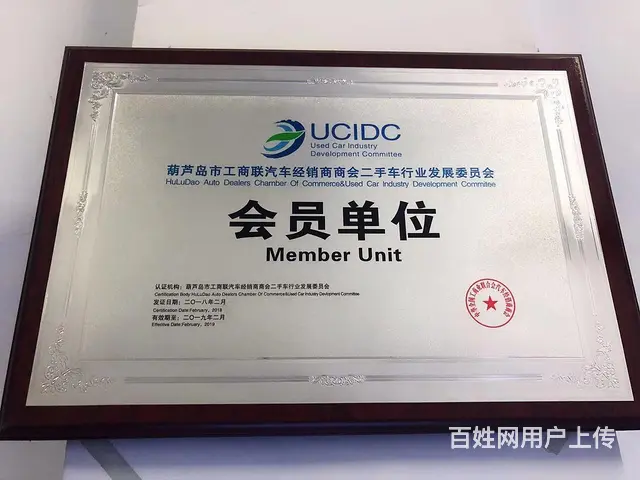 UCIDC
Used Car Industry
Development Committee
葫芦岛市工商联汽车经销商商会二手车行业发展委员会
HuLuDao Auto Dealers Chamber Of Commerce&Used Car Industry Development Committee
会员单位
Member Unit
认证机构：葫芦岛市工商联汽车经销商商会二手车行业发展委员会
Certification Body:HuLuDao Auto Dealers Chamber Of Commerce&Used Car Industry Development Committee
发证日期：二〇一八年二月
Certification Date:February, 2018
有效期至：二〇一九年二月
Effective Date:February, 2019
百姓网用户上传